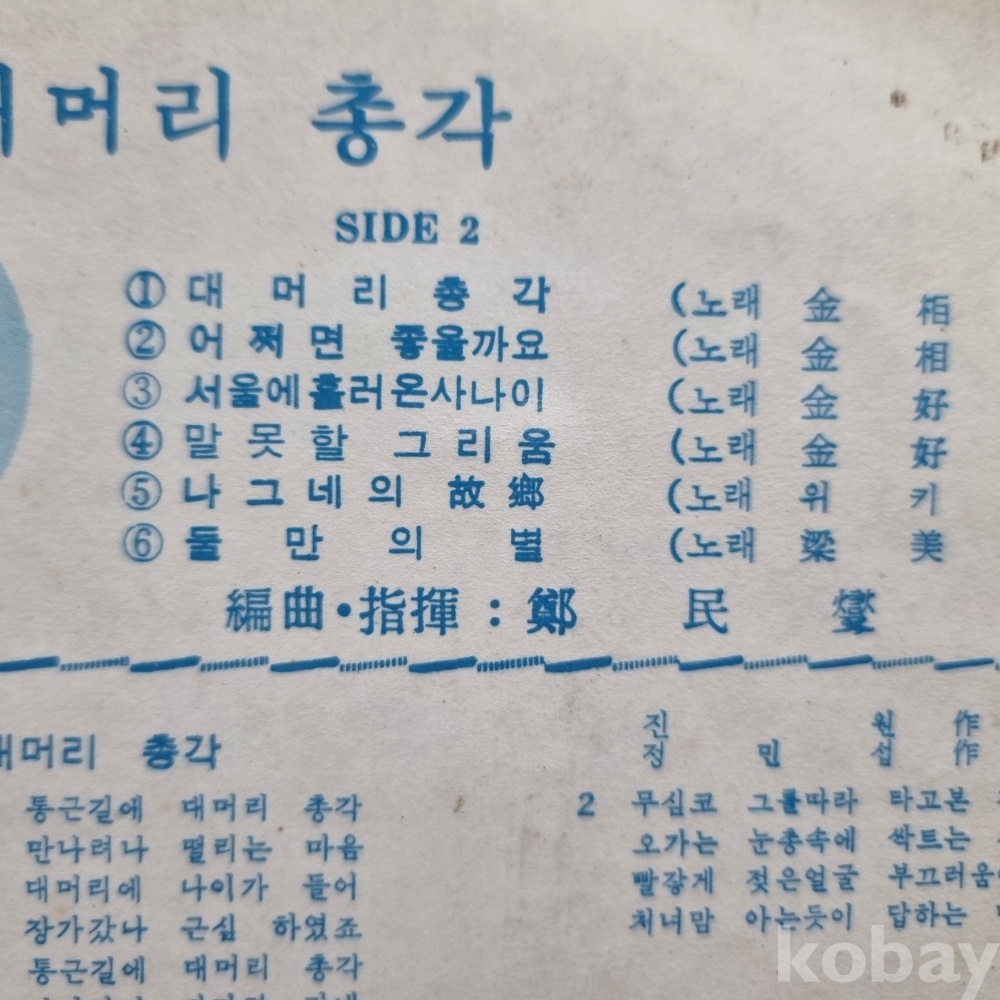 대머리 총각
SIDE 2
① 대머리총각 (노래 金 相
② 어쩌면 좋을까요 (노래 金 相
③ 서울에흘러온사나이 (노래 金 好
④ 말못할 그리움 (노래 金 好
⑤ 나그네의 故鄕 (노래 위 키
⑥ 둘만의별 (노래 梁 美
編曲・指揮 : 鄭 民 燮
진 원 作
정 민 섭 作
대머리 총각
통근길에 대머리 총각
만나려나 떨리는 마음
대머리에 나이가 들어
장가갔나 근심 하였죠
통근길에 대머리 총각
2 무심코 그를따라 타고본
오가는 눈총속에 싹트는
빨갛게 젖은얼굴 부끄러움
처녀맘 아는듯이 답하는
kobay